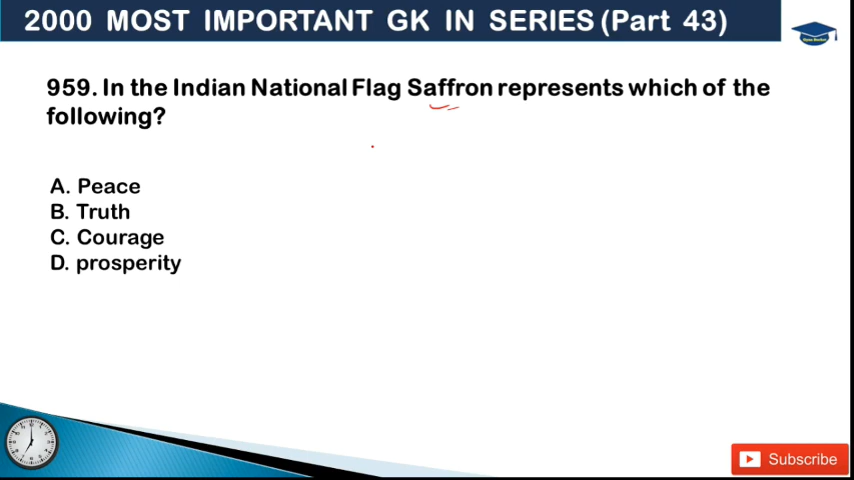 2000 MOST IMPORTANT GK IN SERIES (Part 43)
959. In the Indian National Flag Saffron represents which of the
following?
A. Peace
B. Truth
C. Courage
D. prosperity
Subscribe